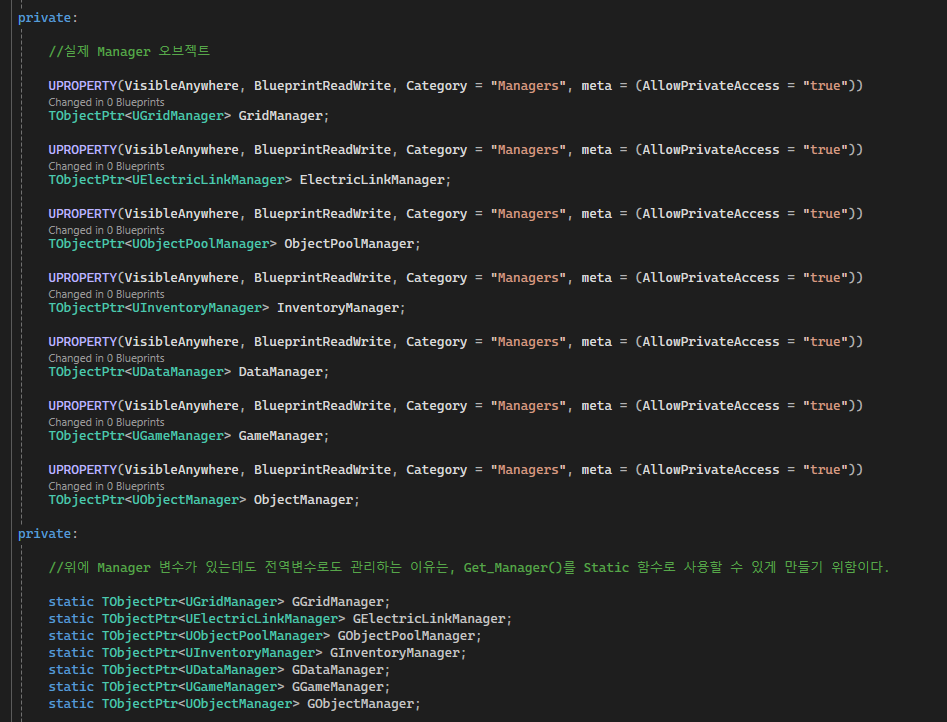 private:
//실제 Manager 오브젝트
UPROPERTY(VisibleAnywhere, BlueprintReadWrite, Category = "Managers", meta = (AllowPrivateAccess = "true"))
Changed in 0 Blueprints
TObjectPtr<UGridManager> GridManager;
UPROPERTY(VisibleAnywhere, BlueprintReadWrite, Category = "Managers", meta = (AllowPrivateAccess = "true"))
Changed in 0 Blueprints
TObjectPtr<UElectricLinkManager> ElectricLinkManager;
UPROPERTY(VisibleAnywhere, BlueprintReadWrite, Category = "Managers", meta = (AllowPrivateAccess = "true"))
Changed in 0 Blueprints
TObjectPtr<UObjectPoolManager> ObjectPoolManager;
UPROPERTY(VisibleAnywhere, BlueprintReadWrite, Category = "Managers", meta = (AllowPrivateAccess = "true"))
Changed in 0 Blueprints
TObjectPtr<UInventoryManager> InventoryManager;
UPROPERTY(VisibleAnywhere, BlueprintReadWrite, Category = "Managers", meta = (AllowPrivateAccess = "true"))
Changed in 0 Blueprints
TObjectPtr<UDataManager> DataManager;
UPROPERTY(VisibleAnywhere, BlueprintReadWrite, Category = "Managers", meta = (AllowPrivateAccess = "true"))
Changed in 0 Blueprints
TObjectPtr<UGameManager> GameManager;
UPROPERTY(VisibleAnywhere, BlueprintReadWrite, Category = "Managers", meta = (AllowPrivateAccess = "true"))
Changed in 0 Blueprints
TObjectPtr<UObjectManager> ObjectManager;
private:
//위에 Manager 변수가 있는데도 전역변수로도 관리하는 이유는, Get_Manager()를 Static 함수로 사용할 수 있게 만들기 위함이다.
static TObjectPtr<UGridManager> GGridManager;
static TObjectPtr<UElectricLinkManager> GElectricLinkManager;
static TObjectPtr<UObjectPoolManager> GObjectPoolManager;
static TObjectPtr<UInventoryManager> GInventoryManager;
static TObjectPtr<UDataManager> GDataManager;
static TObjectPtr<UGameManager> GGameManager;
static TObjectPtr<UObjectManager> GObjectManager;